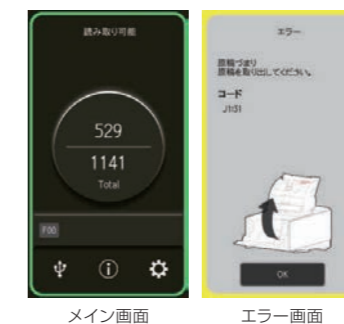 読み取り可能
529
1141
Total
F00
メイン画面
エラー
原稿づまり
原稿を取り出してください。
コード
J1131
OK
エラー画面